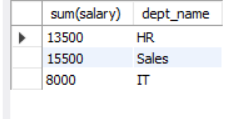 sum(salary) dept_name
13500 HR
15500 Sales
8000 IT